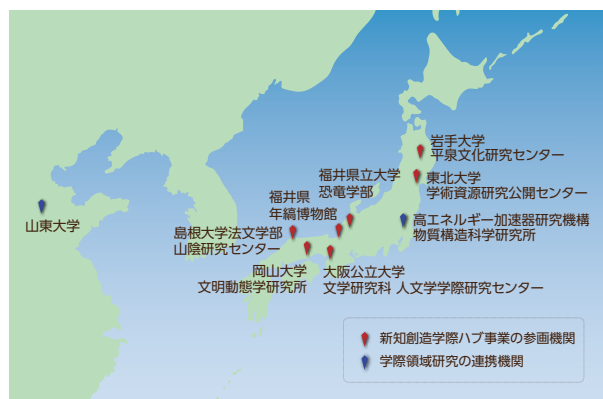 岩手大学
平泉文化研究センター
福井県立大学
恐竜学部
東北大学
学術資源研究公開センター
福井県
年縞博物館
高エネルギー加速器研究機構
物質構造科学研究所
山東大学
島根大学法文学部
山陰研究センター
岡山大学
文明動態学研究所
大阪公立大学
文学研究科 人文学学際研究センター
新知創造学際ハブ事業の参画機関
学際領域研究の連携機関